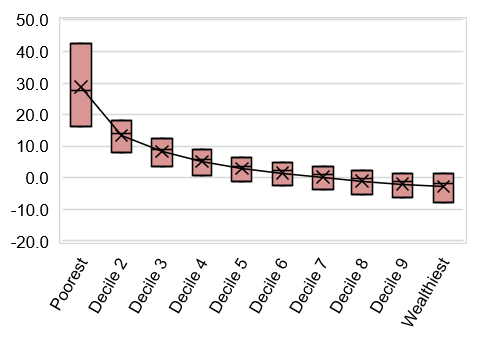 50.0
40.0
30.0
20.0
10.0
0.0
-10.0
-20.0
Poorest
Decile 2
Decile 3
Decile 4
Decile 5
Decile 6
Decile 7
Decile 8
Decile 9
Wealthiest